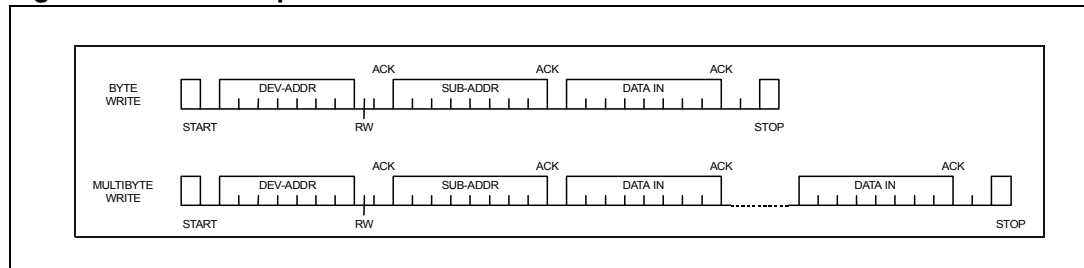 BYTE WRITE
START
DEV-ADDR
RW
ACK
SUB-ADDR
ACK
DATA IN
ACK
STOP
MULTIBYTE WRITE
START
DEV-ADDR
RW
ACK
SUB-ADDR
ACK
DATA IN
ACK
DATA IN
ACK
STOP